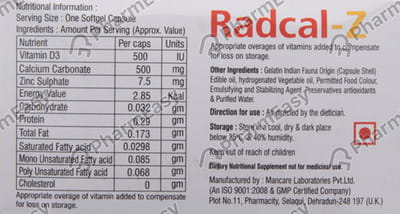 Nutritional Information :
Serving Size : One Softgel Capsule
Ingredients : Amount Per Serving (Approx. Value)
Nutrient Per caps Units
Vitamin D3 500 IU
Calcium Carbonate 500 mg
Zinc Sulphate 7.5 mg
Energy Value 2.85 Kcal
Carbohydrate 0.032 gm
Protein 0.29 gm
Total Fat 0.173 gm
Saturated Fatty acid 0.0298 gm
Mono Unsaturated Fatty acid 0.085 gm
Poly Unsaturated Fatty acid 0.068 gm
Cholesterol 0 gm
Appropriate overages of vitamins added to compensate
for loss on storage.
Radcal-Z
Appropriate overages of vitamins added to compensate
for loss on storage.
Other Ingredients : Gelatin Indian Fauna Origin (Capsule Shell)
Edible oil, hydrogenated Vegetable oil, Permitted Food Colour,
Emulsifying and Stabilizing Agent, Preservatives antioxidants
& Purified Water.
Direction for use : As directed by the dietician.
Storage : Store in a cool, dry & dark place
below 35°C & 40% humidity.
Keep out of reach of children
Dietary Nutritional Supplement not for medicinal use.
Manufactured by : Mancare Laboratories Pvt Ltd.
(An ISO 9001:2008 & GMP Certified Company)
Plot No.11, Pharmacity, Selaqui, Dehradun-248 197 (U.K.)
PharmEasy